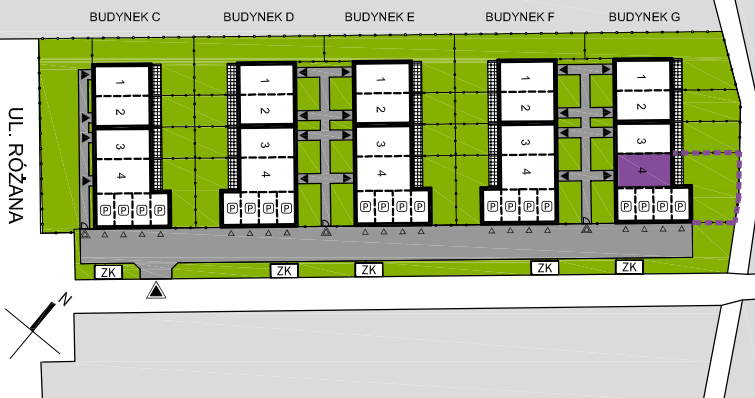 BUDYNEK C BUDYNEK D BUDYNEK E BUDYNEK F BUDYNEK G
UL. RÓŻANA
1 1 1 1 1
2 2 2 2 2
3 3 3 3 3
4 4 4 4 4
P P P P P P P P P P P P P P P P P P P P
ZK ZK ZK ZK ZK
N